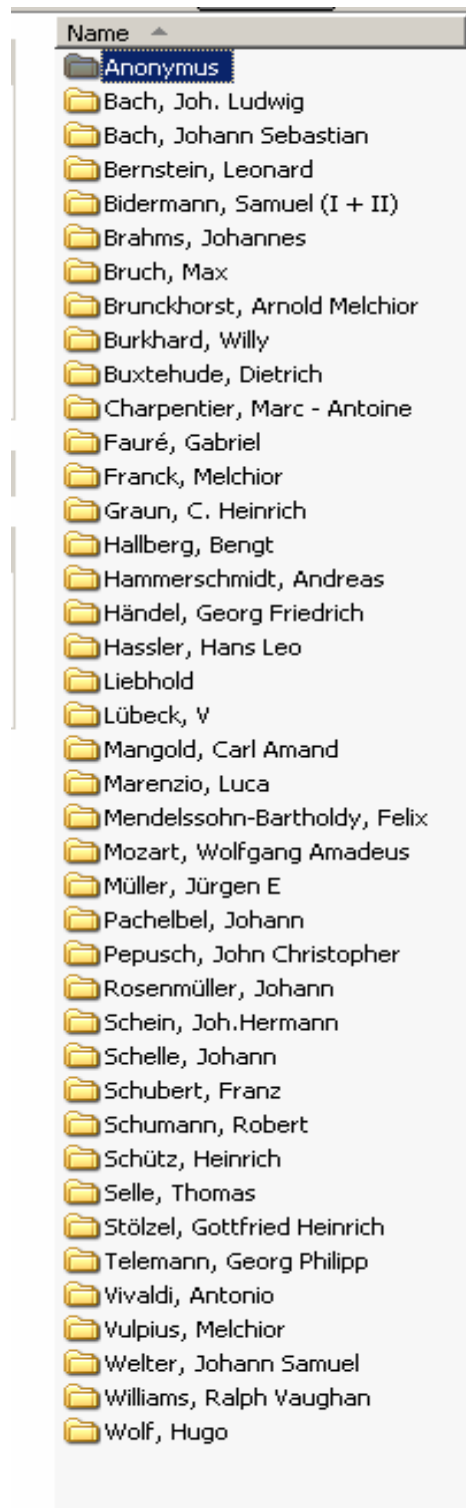 Name
Anonymus
Bach, Joh. Ludwig
Bach, Johann Sebastian
Bernstein, Leonard
Bidermann, Samuel (I + II)
Brahms, Johannes
Bruch, Max
Brunckhorst, Arnold Melchior
Burkhard, Willy
Buxtehude, Dietrich
Charpentier, Marc - Antoine
Fauré, Gabriel
Franck, Melchior
Graun, C. Heinrich
Hallberg, Bengt
Hammerschmidt, Andreas
Händel, Georg Friedrich
Hassler, Hans Leo
Liebhold
Lübeck, V
Mangold, Carl Amand
Marenzio, Luca
Mendelssohn-Bartholdy, Felix
Mozart, Wolfgang Amadeus
Müller, Jürgen E
Pachelbel, Johann
Pepusch, John Christopher
Rosenmüller, Johann
Schein, Joh.Hermann
Schelle, Johann
Schubert, Franz
Schumann, Robert
Schütz, Heinrich
Selle, Thomas
Stölzel, Gottfried Heinrich
Telemann, Georg Philipp
Vivaldi, Antonio
Vulpius, Melchior
Welter, Johann Samuel
Williams, Ralph Vaughan
Wolf, Hugo